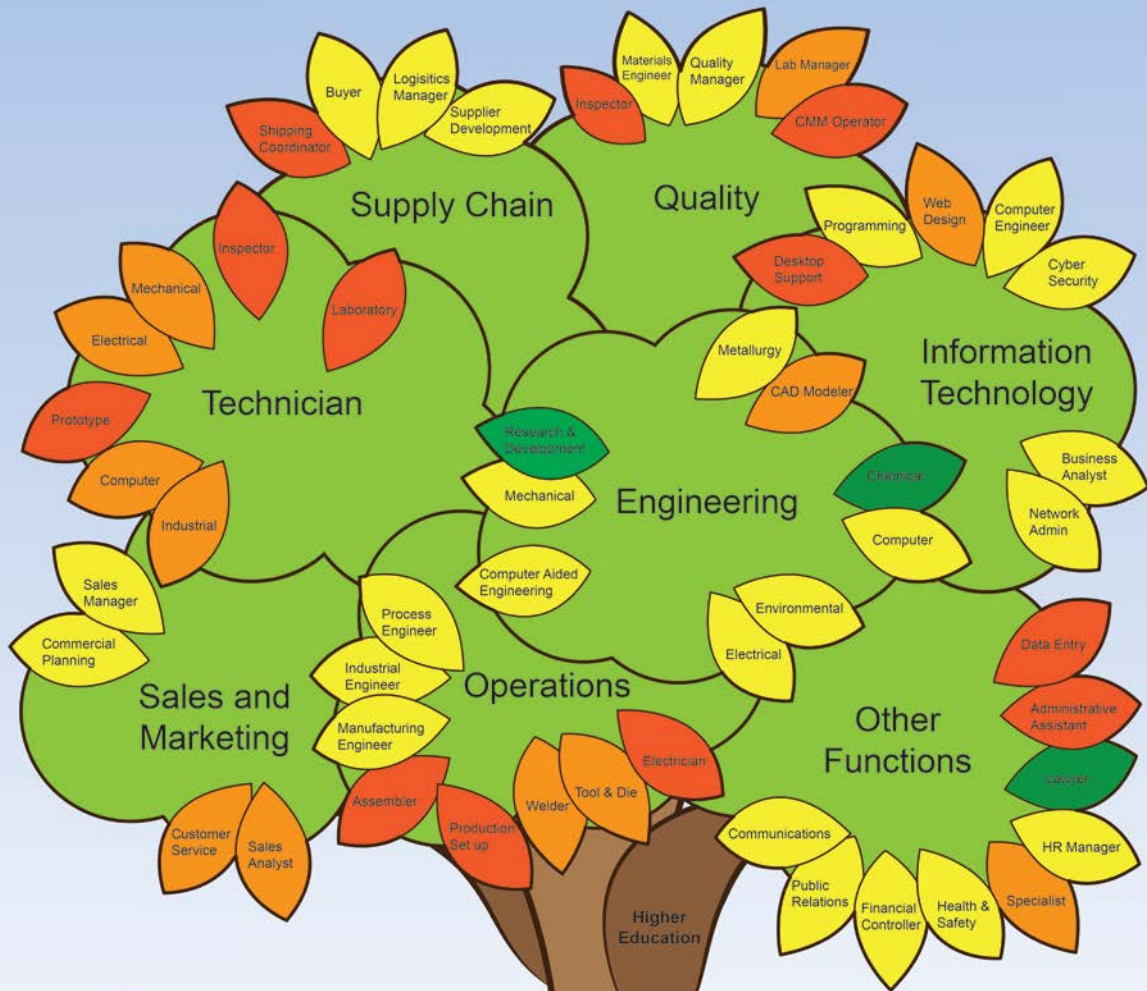 Buyer
Logisitics
Manager
Supplier
Development
Shipping
Coordinator
Supply Chain
Materials
Engineer
Quality
Manager
Lab Manager
Inspector
CMM Operator
Quality
Programming
Web
Design
Computer
Engineer
Cyber
Security
Desktop
Support
Information
Technology
Business
Analyst
Network
Admin
Inspector
Laboratory
Mechanical
Electrical
Prototype
Computer
Industrial
Technician
Metallurgy
CAD Modeler
Research &
Development
Mechanical
Computer Aided
Engineering
Engineering
Chemical
Computer
Environmental
Electrical
Sales
Manager
Commercial
Planning
Sales and
Marketing
Customer
Service
Sales
Analyst
Process
Engineer
Industrial
Engineer
Manufacturing
Engineer
Operations
Assembler
Production
Set up
Welder
Tool & Die
Electrician
Other
Functions
Data Entry
Administrative
Assistant
Lawyer
HR Manager
Specialist
Health &
Safety
Financial
Controller
Public
Relations
Communications
Higher
Education